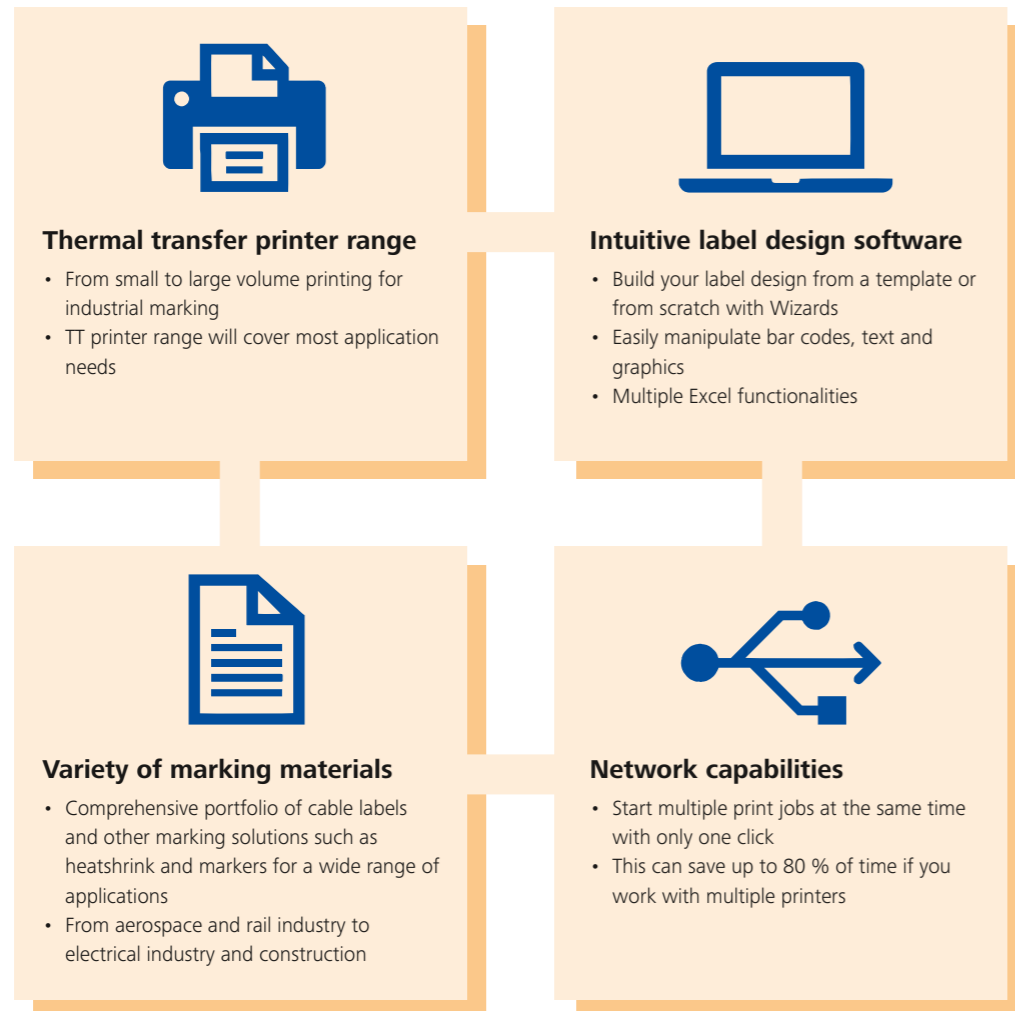 Thermal transfer printer range
• From small to large volume printing for
industrial marking
• TT printer range will cover most application
needs
Intuitive label design software
• Build your label design from a template or
from scratch with Wizards
• Easily manipulate bar codes, text and
graphics
• Multiple Excel functionalities
Variety of marking materials
• Comprehensive portfolio of cable labels
and other marking solutions such as
heatshrink and markers for a wide range of
applications
• From aerospace and rail industry to
electrical industry and construction
Network capabilities
• Start multiple print jobs at the same time
with only one click
• This can save up to 80 % of time if you
work with multiple printers